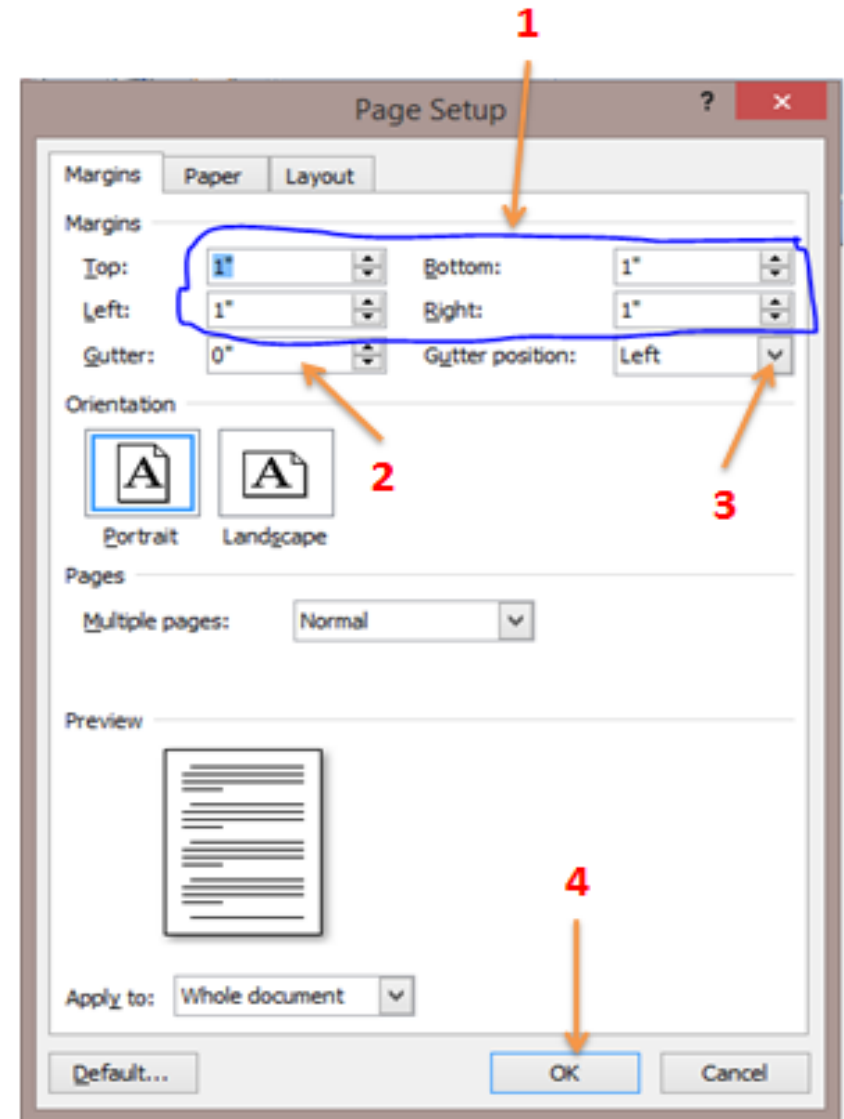 1
Page Setup ?
Margins Paper Layout
Margins
Top: 1" Bottom: 1"
Left: 1" Right: 1"
Gutter: 0" Gutter position: Left
Orientation
2
3
A A
Portrait Landscape
Pages
Multiple pages: Normal
Preview
4
Apply to: Whole document
Default... OK Cancel